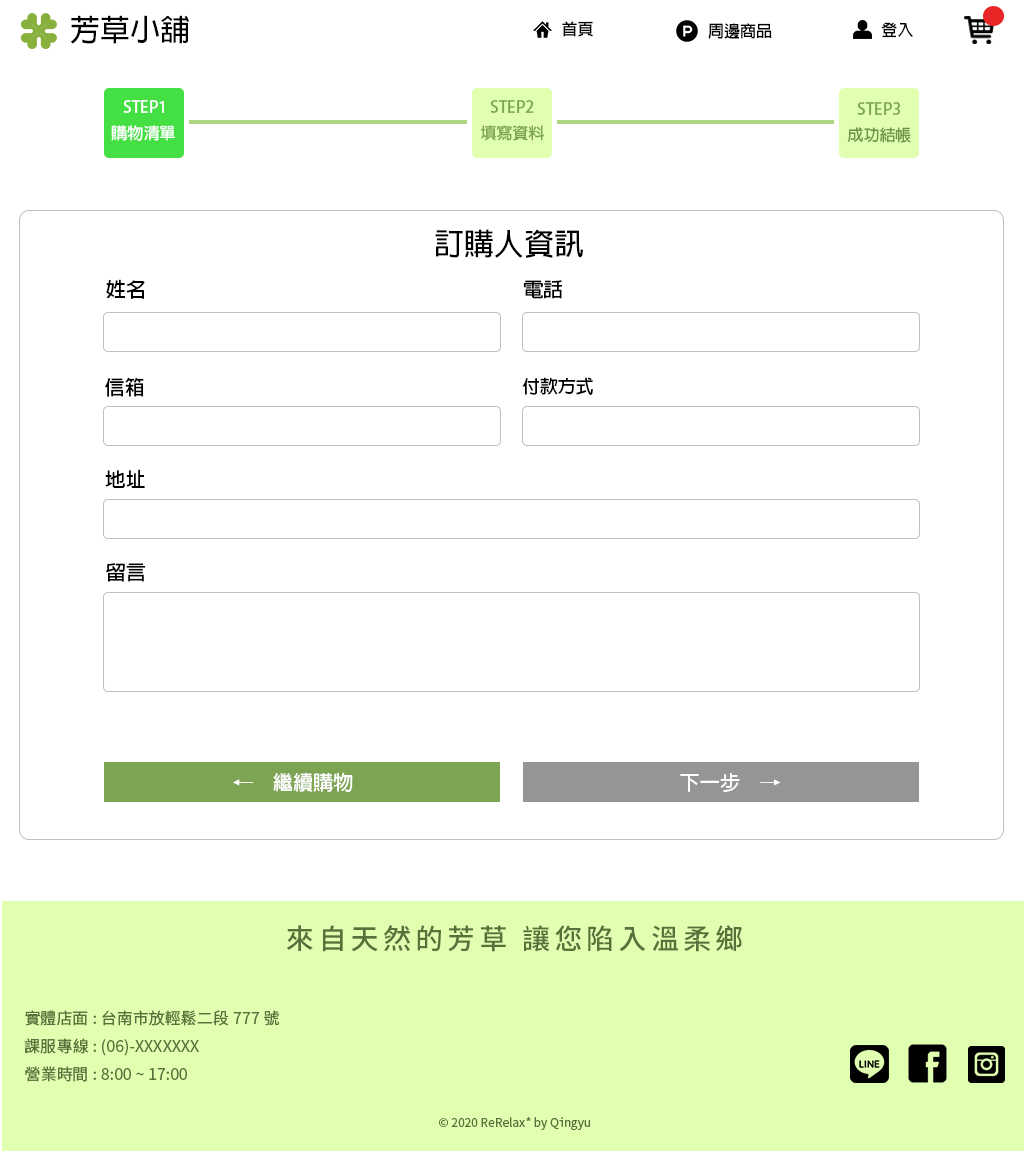 芳草小舖
首頁
P 周邊商品
登入
STEP1
購物清單
STEP2
填寫資料
STEP3
成功結帳
訂購人資訊
姓名
電話
信箱
付款方式
地址
留言
← 繼續購物
下一步 →
來自天然的芳草 讓您陷入溫柔鄉
實體店面 : 台南市放輕鬆二段 777 號
課服專線 : (06)-XXXXXXX
營業時間 : 8:00 ~ 17:00
LINE
© 2020 ReRelax* by Qingyu